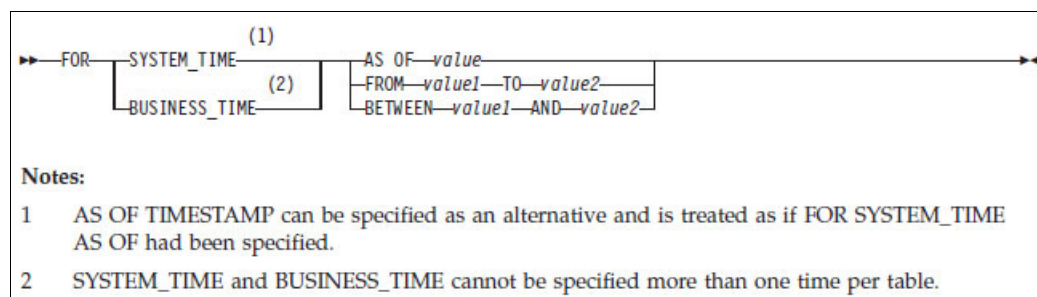 (1)
FOR SYSTEM_TIME AS OF value
(2) FROM value1 TO value2
BUSINESS_TIME BETWEEN value1 AND value2
Notes:
1 AS OF TIMESTAMP can be specified as an alternative and is treated as if FOR SYSTEM_TIME
AS OF had been specified.
2 SYSTEM_TIME and BUSINESS_TIME cannot be specified more than one time per table.